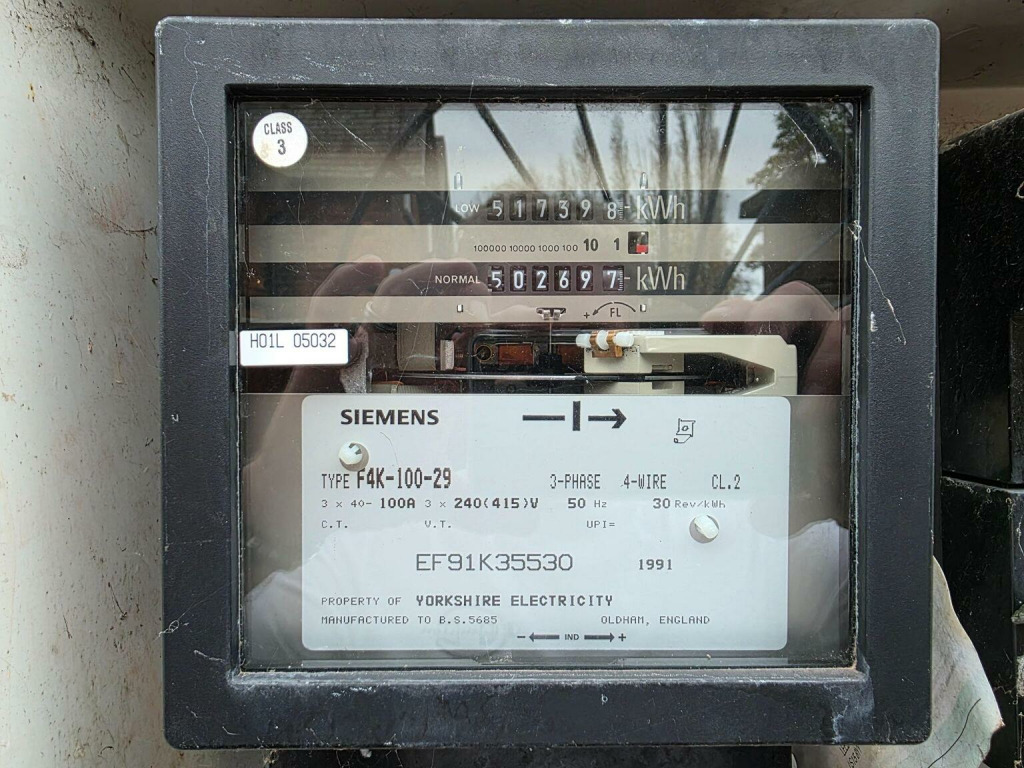 CLASS
3
LOW 517398 kWh
100000 10000 1000 100 10 1
NORMAL 502697 kWh
+ FL
H01L 05032
SIEMENS
TYPE F4K-100-29 3-PHASE 4-WIRE CL.2
3 x 40- 100A 3 x 240(415)V 50 Hz 30 Rev/kWh
C.T. V.T. UPI=
EF91K35530 1991
PROPERTY OF YORKSHIRE ELECTRICITY
MANUFACTURED TO B.S.5685 OLDHAM, ENGLAND
- IND +